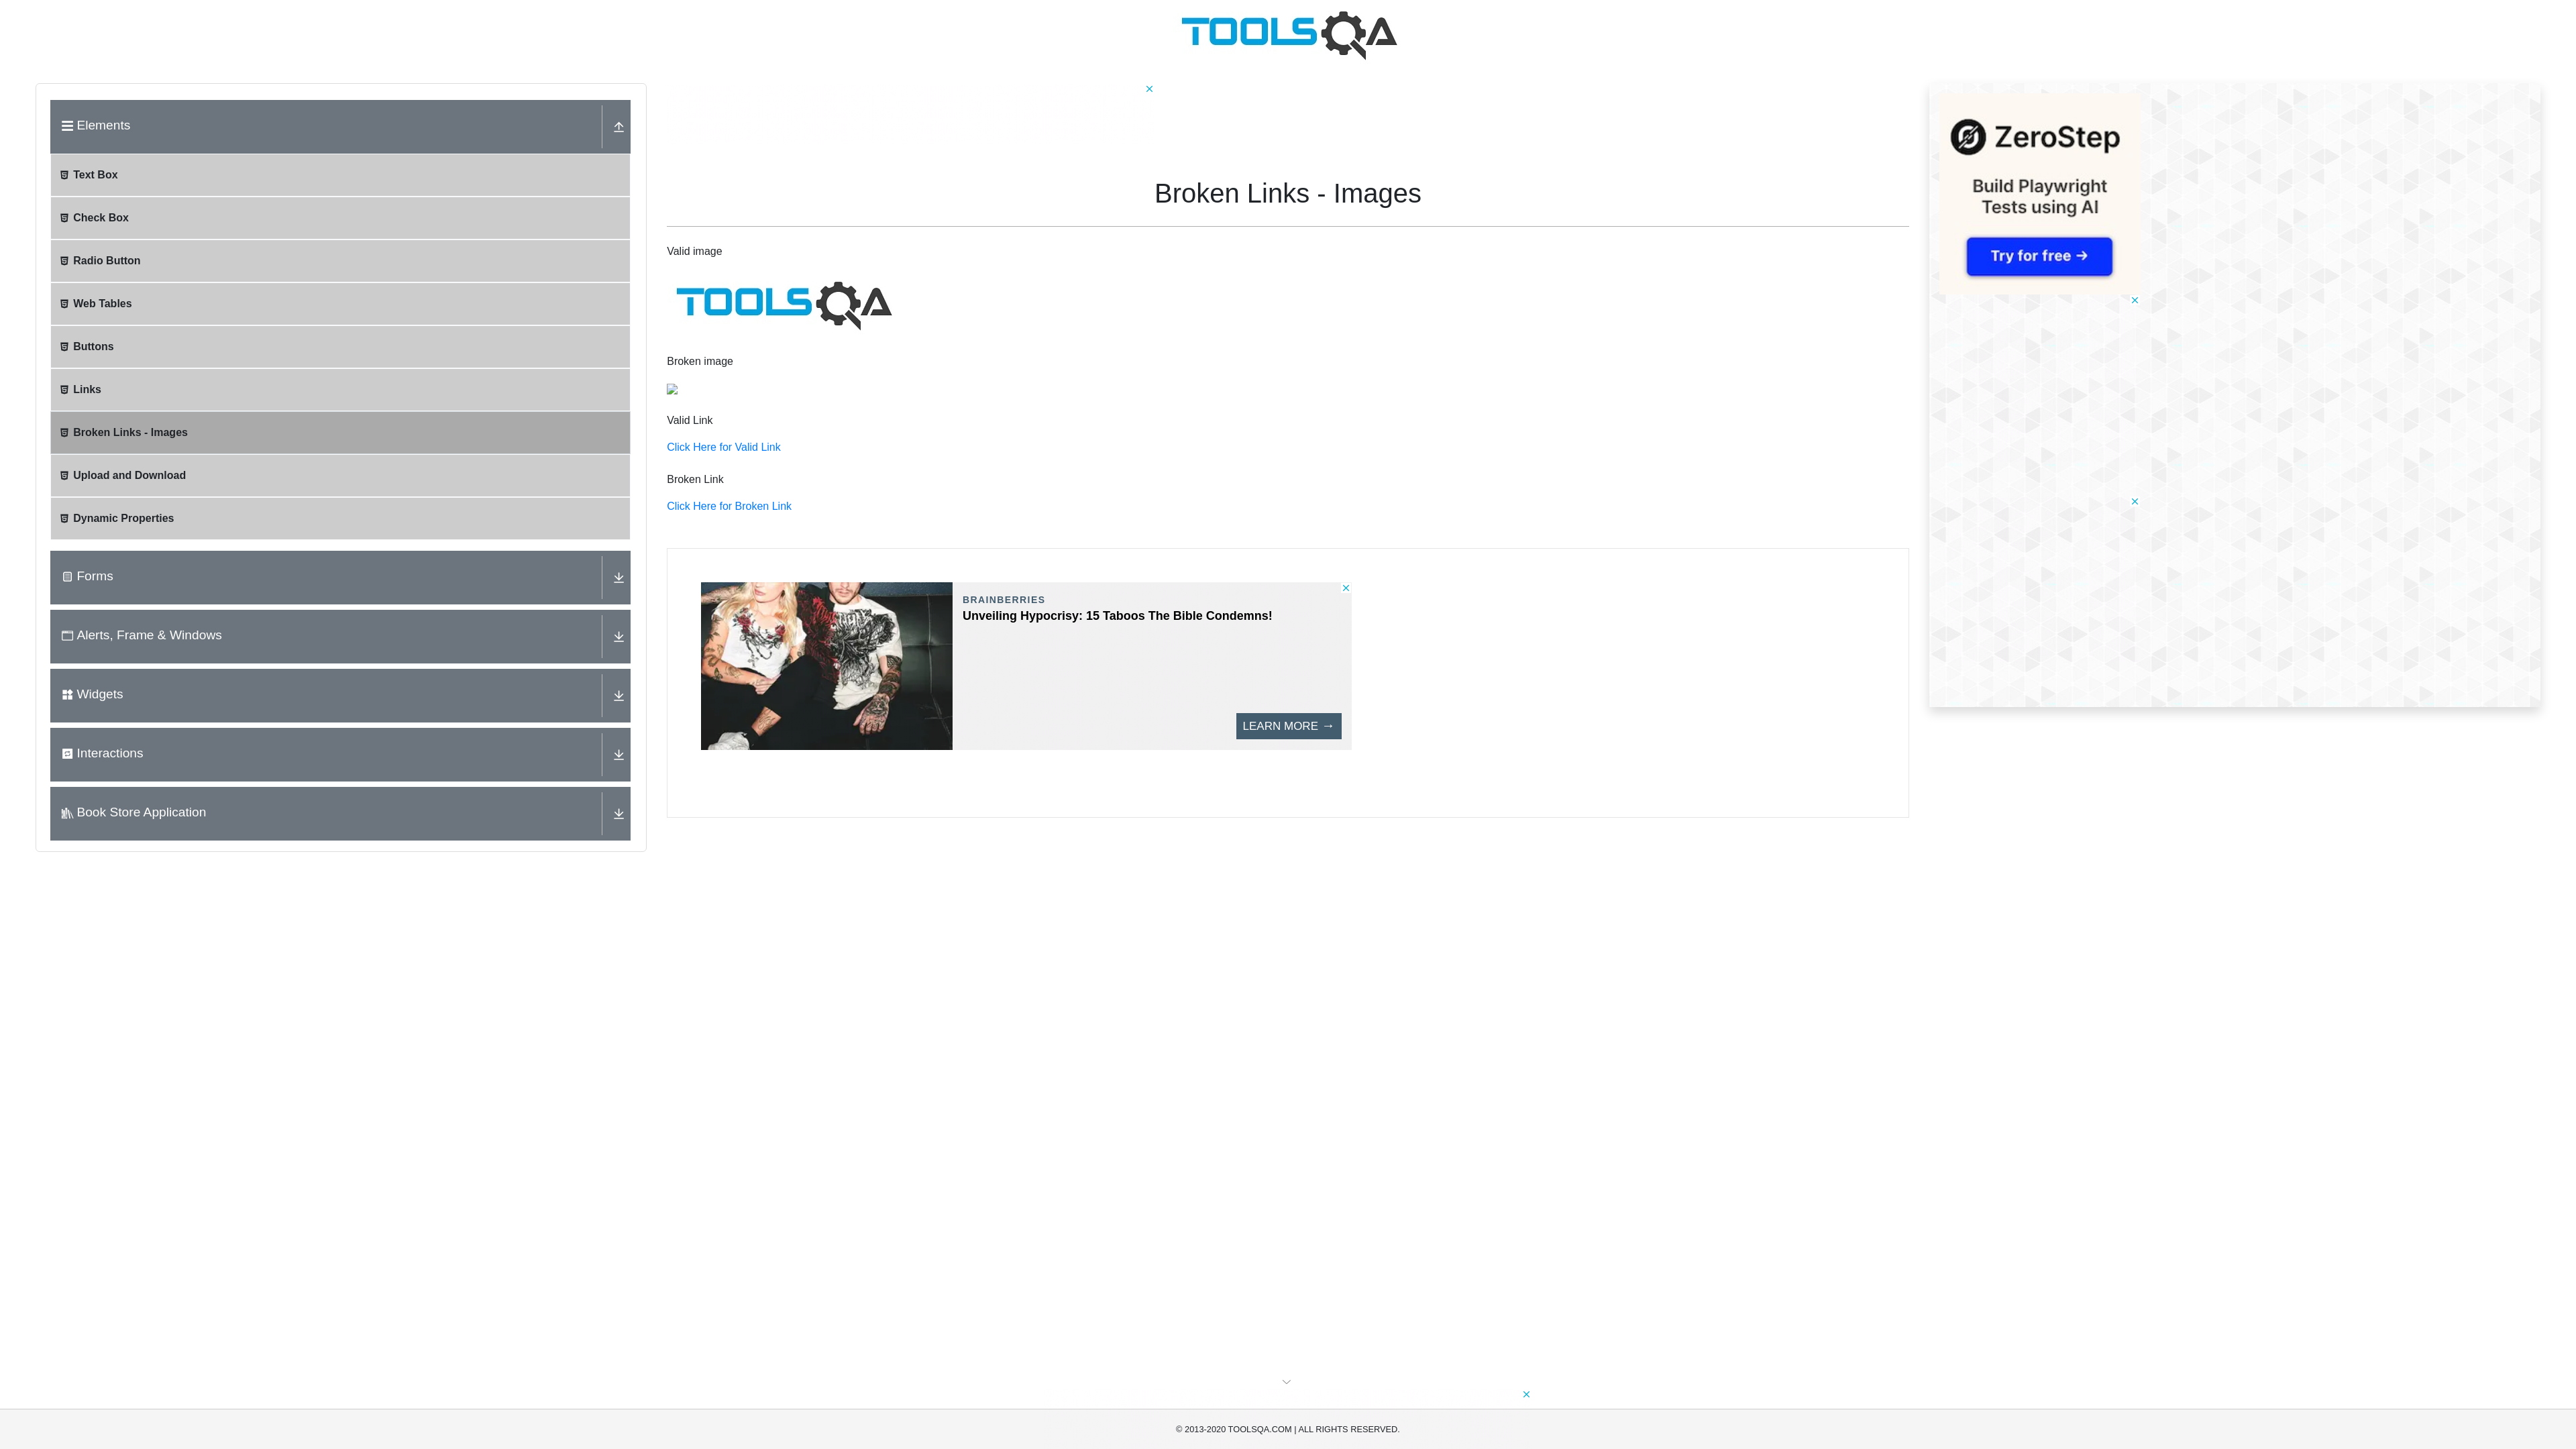 TOOLSQA
Elements
Text Box
Check Box
Radio Button
Web Tables
Buttons
Links
Broken Links - Images
Upload and Download
Dynamic Properties
Forms
Alerts, Frame & Windows
Widgets
Interactions
Book Store Application
Broken Links - Images
Valid image
TOOLSQA
Broken image
Valid Link
Click Here for Valid Link
Broken Link
Click Here for Broken Link
BRAINBERRIES
Unveiling Hypocrisy: 15 Taboos The Bible Condemns!
LEARN MORE →
ZeroStep
Build Playwright
Tests using AI
Try for free →
© 2013-2020 TOOLSQA.COM | ALL RIGHTS RESERVED.